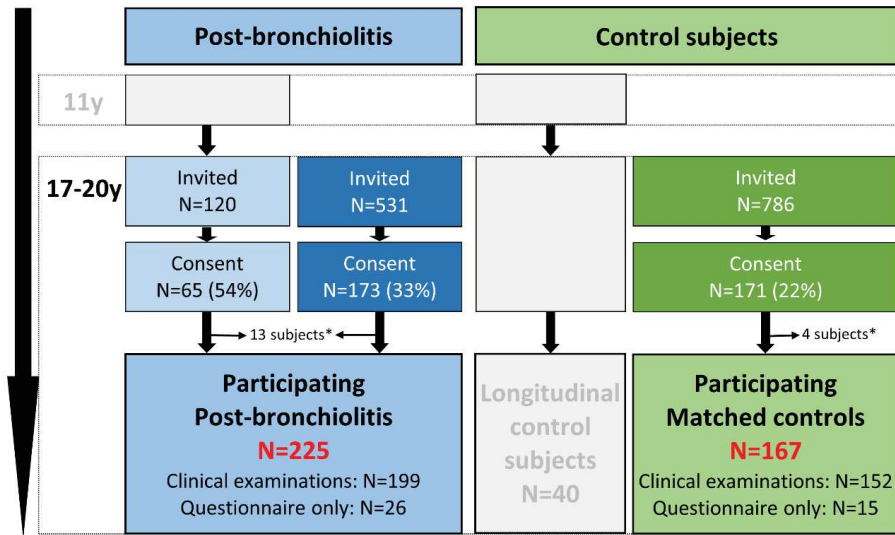 Post-bronchiolitis
Control subjects
11y
17-20y
Invited
N=120
Invited
N=531
Invited
N=786
Consent
N=65 (54%)
Consent
N=173 (33%)
Consent
N=171 (22%)
13 subjects*
4 subjects*
Participating
Post-bronchiolitis
N=225
Clinical examinations: N=199
Questionnaire only: N=26
Longitudinal
control
subjects
N=40
Participating
Matched controls
N=167
Clinical examinations: N=152
Questionnaire only: N=15